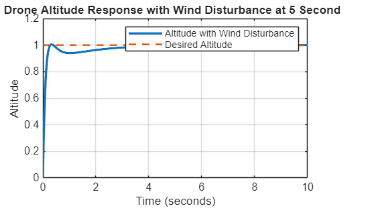 Drone Altitude Response with Wind Disturbance at 5 Second
1.2
1
0.8
0.6
0.4
0.2
0
Altitude
Altitude with Wind Disturbance
Desired Altitude
0 2 4 6 8 10
Time (seconds)